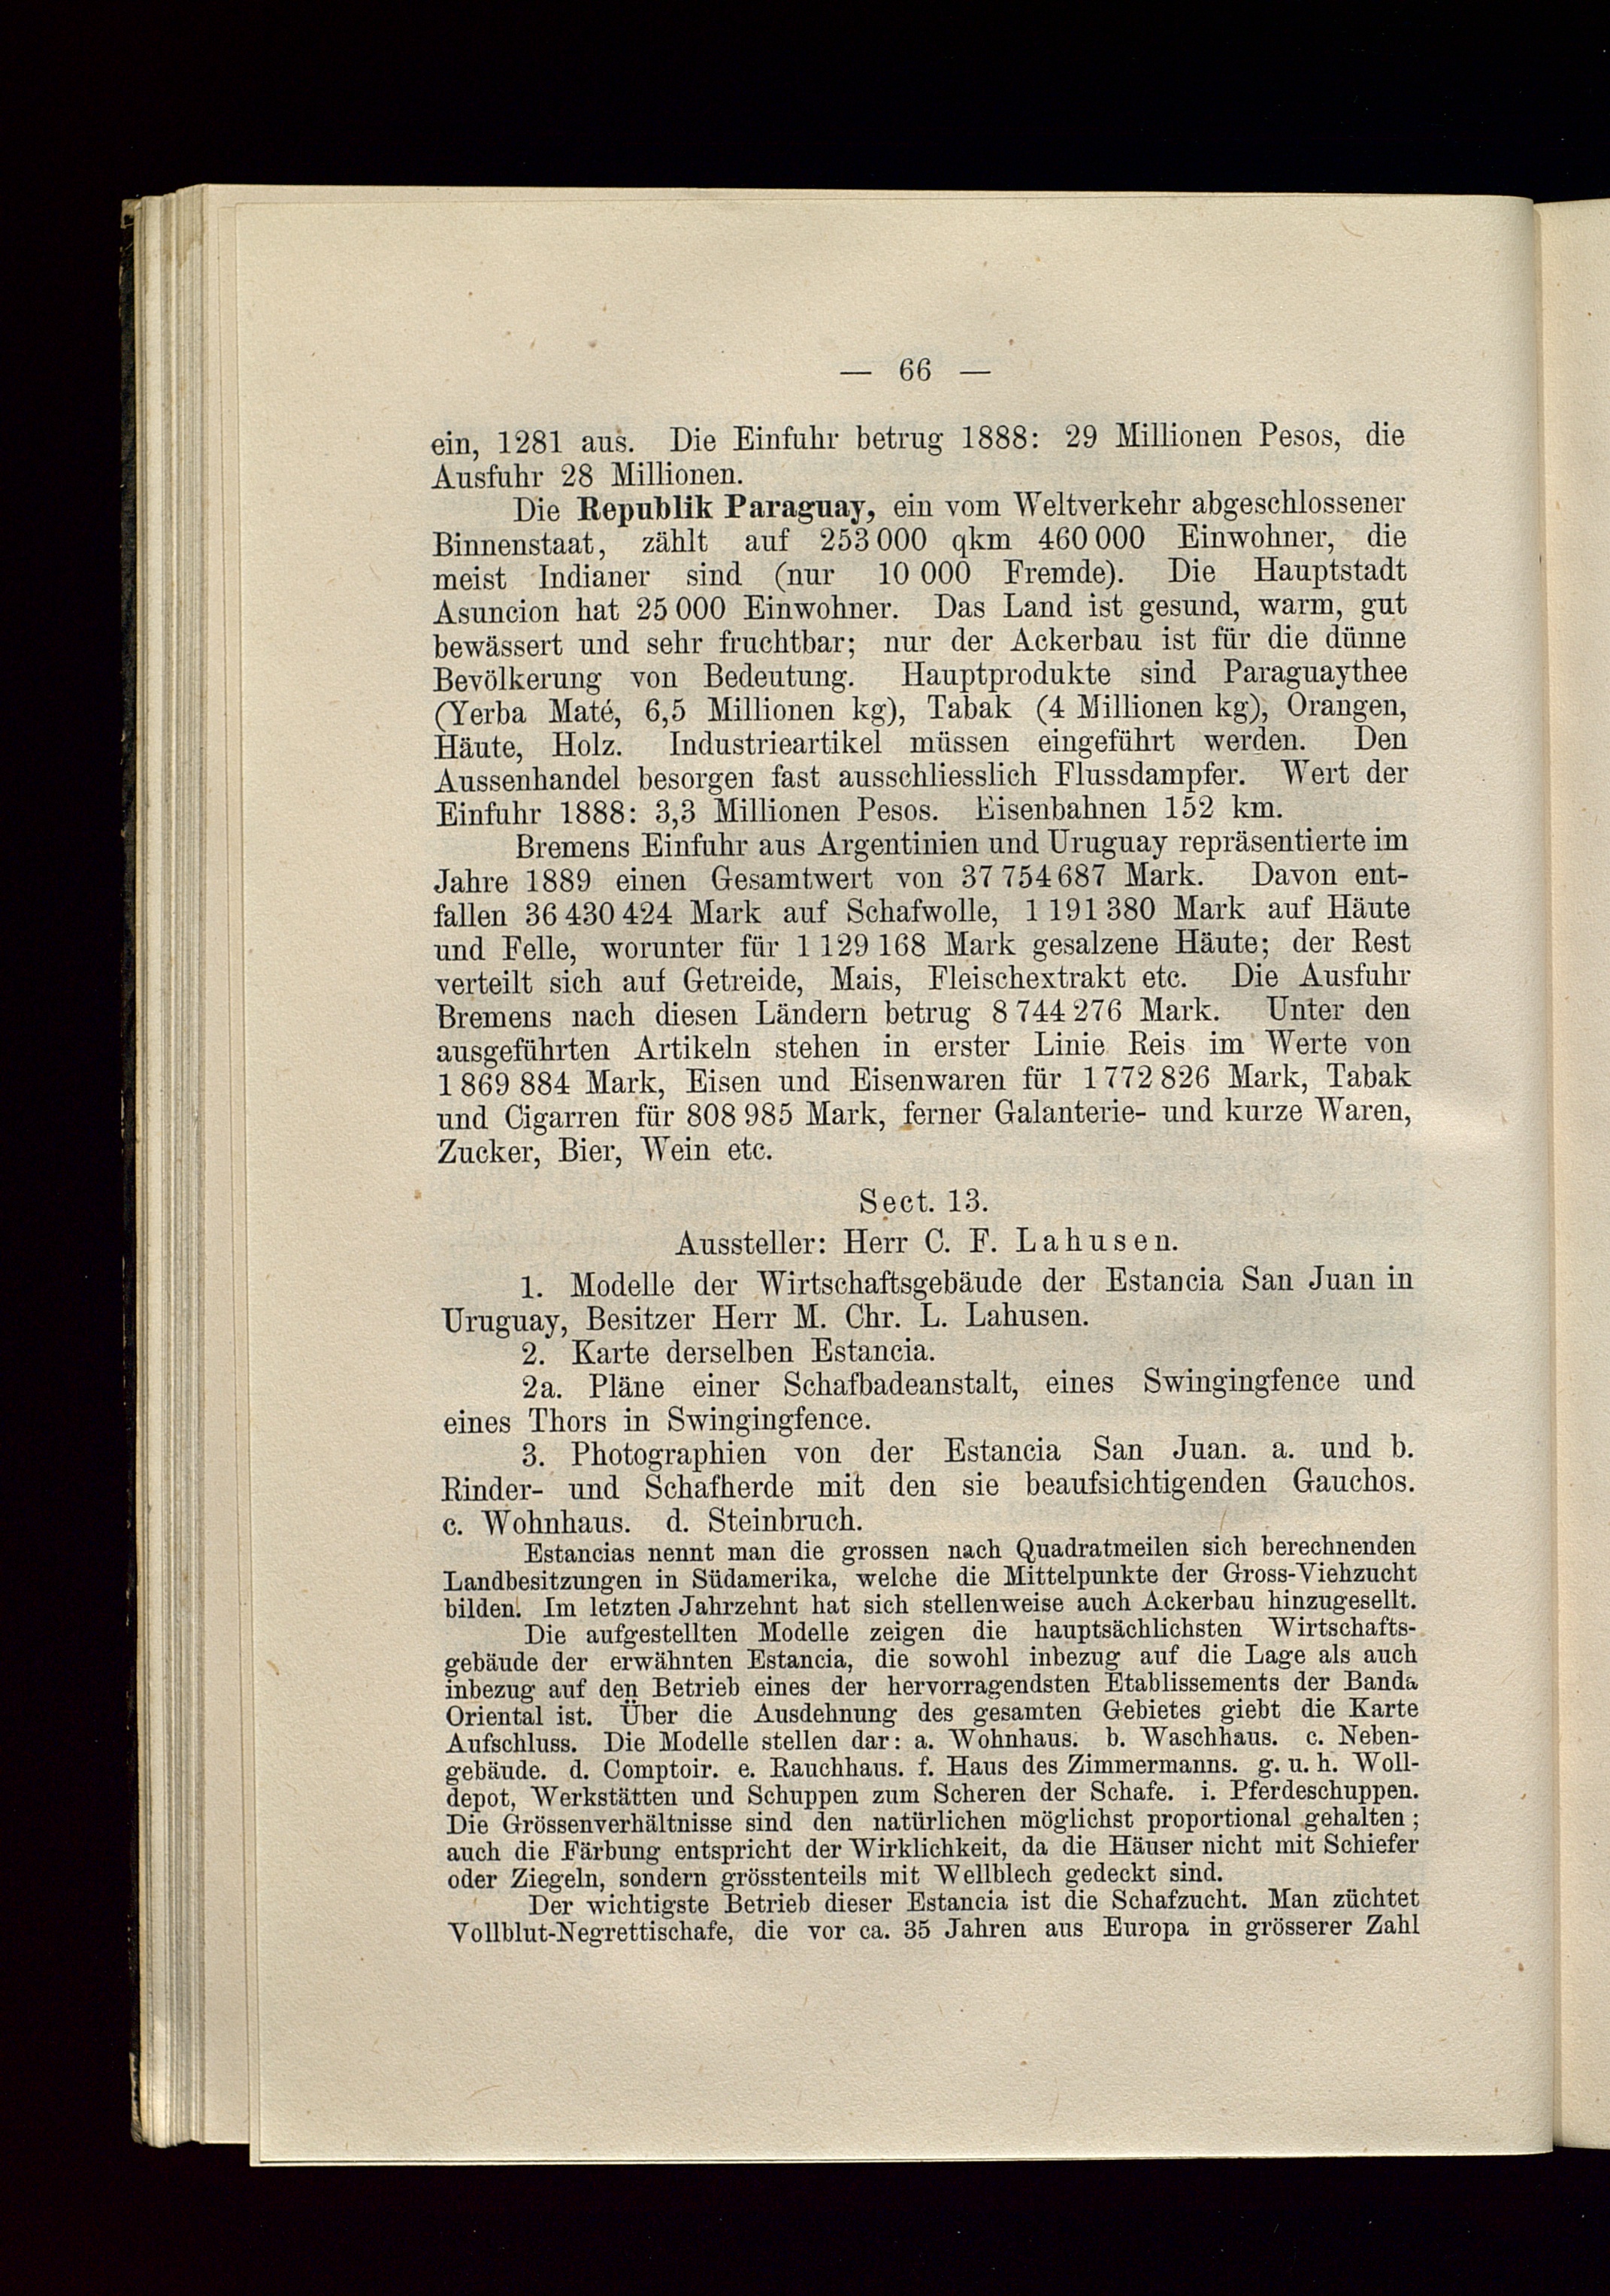 — 66 —
ein, 1281 aus. Die Einfuhr betrug 1888: 29 Millionen Pesos, die
Ausfuhr 28 Millionen.
Die Republik Paraguay, ein vom Weltverkehr abgeschlossener
Binnenstaat, zählt auf 253 000 qkm 460 000 Einwohner, die
meist Indianer sind (nur 10 000 Fremde). Die Hauptstadt
Asuncion hat 25 000 Einwohner. Das Land ist gesund, warm, gut
bewässert und sehr fruchtbar; nur der Ackerbau ist für die dünne
Bevölkerung von Bedeutung. Hauptprodukte sind Paraguaythee
(Yerba Maté, 6,5 Millionen kg), Tabak (4 Millionen kg), Orangen,
Häute, Holz. Industrieartikel müssen eingeführt werden. Den
Aussenhandel besorgen fast ausschliesslich Flussdampfer. Wert der
Einfuhr 1888: 3,3 Millionen Pesos. Eisenbahnen 152 km.
Bremens Einfuhr aus Argentinien und Uruguay repräsentierte im
Jahre 1889 einen Gesamtwert von 37 754 687 Mark. Davon ent-
fallen 36 430 424 Mark auf Schafwolle, 1 191 380 Mark auf Häute
und Felle, worunter für 1 129 168 Mark gesalzene Häute; der Rest
verteilt sich auf Getreide, Mais, Fleischextrakt etc. Die Ausfuhr
Bremens nach diesen Ländern betrug 8 744 276 Mark. Unter den
ausgeführten Artikeln stehen in erster Linie Reis im Werte von
1 869 884 Mark, Eisen und Eisenwaren für 1 772 826 Mark, Tabak
und Cigarren für 808 985 Mark, ferner Galanterie- und kurze Waren,
Zucker, Bier, Wein etc.
Sect. 13.
Aussteller: Herr C. F. Lahusen.
1. Modelle der Wirtschaftsgebäude der Estancia San Juan in
Uruguay, Besitzer Herr M. Chr. L. Lahusen.
2. Karte derselben Estancia.
2a. Pläne einer Schafbadeanstalt, eines Swingingfence und
eines Thors in Swingingfence.
3. Photographien von der Estancia San Juan. a. und b.
Rinder- und Schafherde mit den sie beaufsichtigenden Gauchos.
c. Wohnhaus. d. Steinbruch.
Estancias nennt man die grossen nach Quadratmeilen sich berechnenden
Landbesitzungen in Südamerika, welche die Mittelpunkte der Gross-Viehzucht
bilden. Im letzten Jahrzehnt hat sich stellenweise auch Ackerbau hinzugesellt.
Die aufgestellten Modelle zeigen die hauptsächlichsten Wirtschafts-
gebäude der erwähnten Estancia, die sowohl inbezug auf die Lage als auch
inbezug auf den Betrieb eines der hervorragendsten Etablissements der Banda
Oriental ist. Über die Ausdehnung des gesamten Gebietes giebt die Karte
Aufschluss. Die Modelle stellen dar: a. Wohnhaus. b. Waschhaus. c. Neben-
gebäude. d. Comptoir. e. Rauchhaus. f. Haus des Zimmermanns. g. u. h. Woll-
depot, Werkstätten und Schuppen zum Scheren der Schafe. i. Pferdeschuppen.
Die Grössenverhältnisse sind den natürlichen möglichst proportional gehalten;
auch die Färbung entspricht der Wirklichkeit, da die Häuser nicht mit Schiefer
oder Ziegeln, sondern grösstenteils mit Wellblech gedeckt sind.
Der wichtigste Betrieb dieser Estancia ist die Schafzucht. Man züchtet
Vollblut-Negrettischafe, die vor ca. 35 Jahren aus Europa in grösserer Zahl